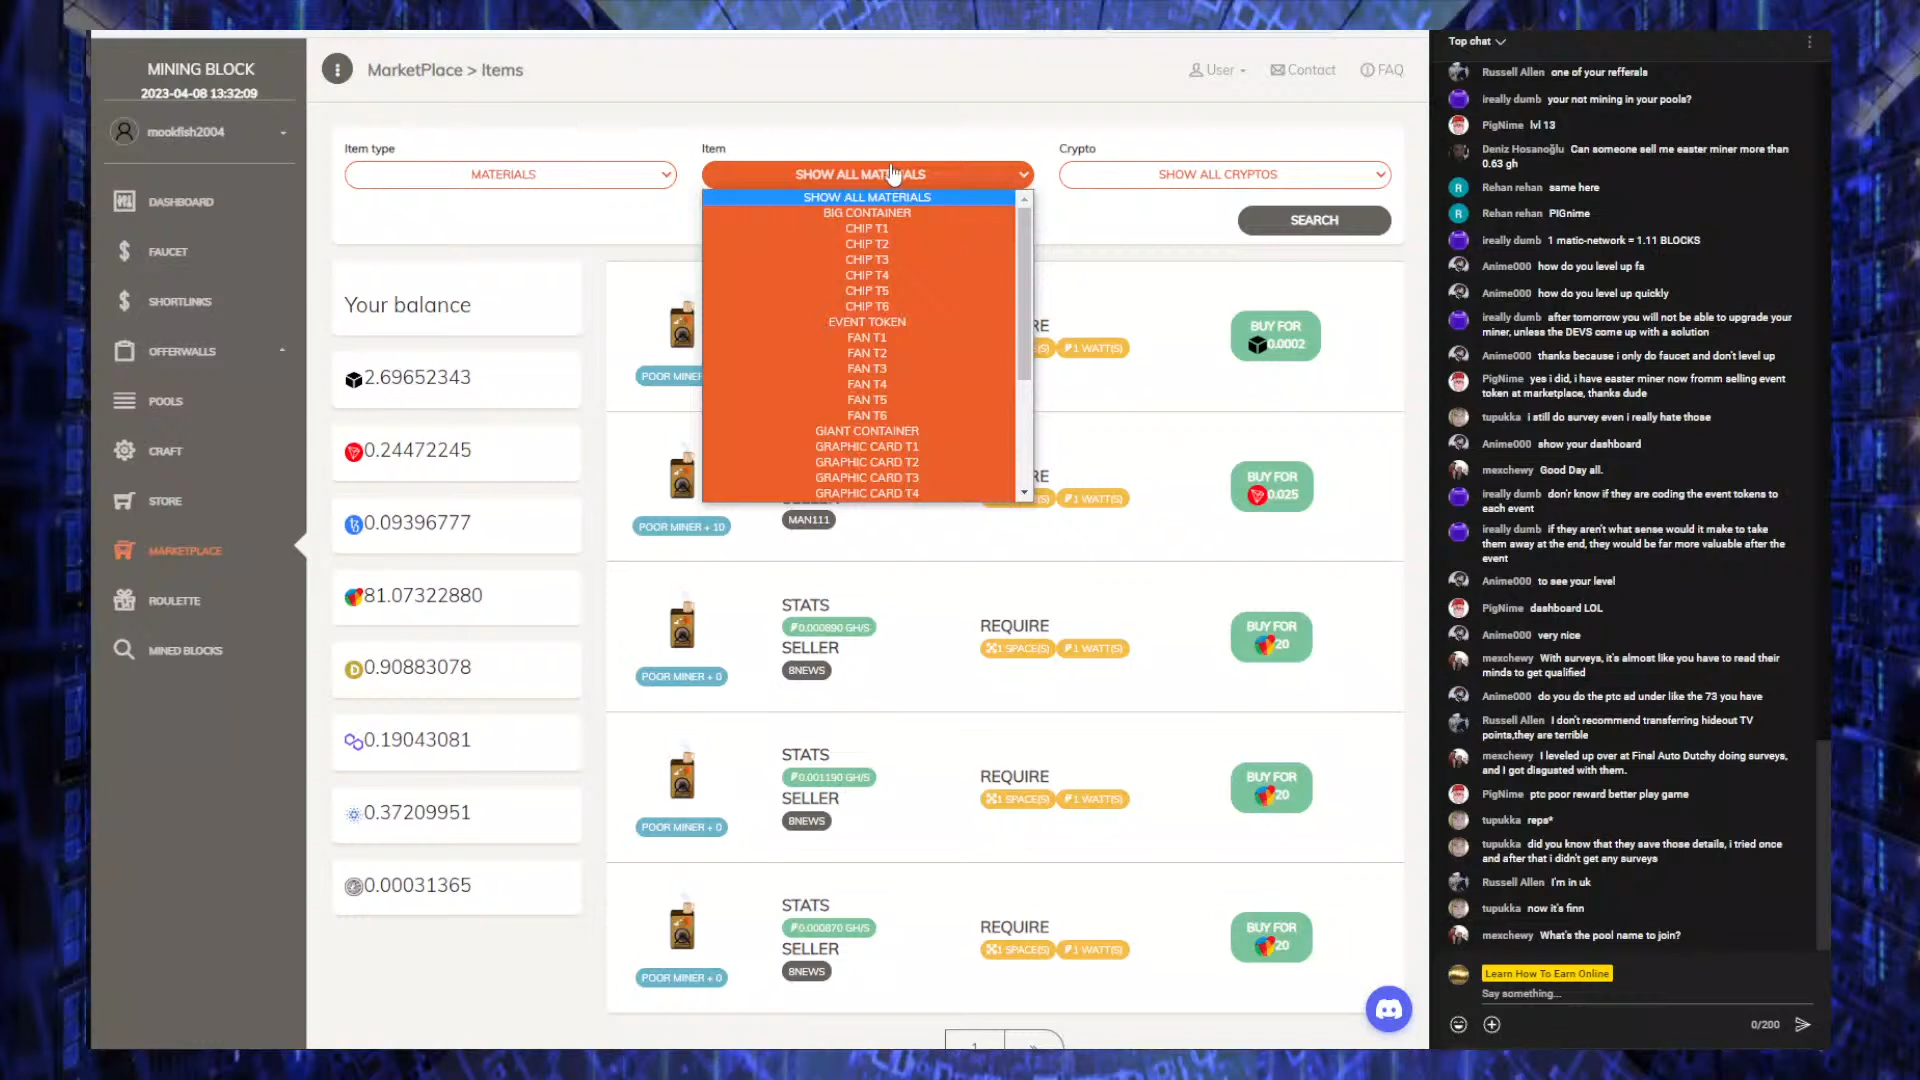 MINING BLOCK
2023-04-08 13:32:09
mookfish2004
DASHBOARD
FAUCET
SHORTLINKS
OFFERWALLS
POOLS
CRAFT
STORE
MARKETPLACE
ROULETTE
MINED BLOCKS
MarketPlace > Items
User
Contact
FAQ
Item type
MATERIALS
Item
SHOW ALL MATERIALS
Crypto
SHOW ALL CRYPTOS
SEARCH
SHOW ALL MATERIALS
BIG CONTAINER
CHIP T1
CHIP T2
CHIP T3
CHIP T4
CHIP T5
CHIP T6
EVENT TOKEN
FAN T1
FAN T2
FAN T3
FAN T4
FAN T5
FAN T6
GIANT CONTAINER
GRAPHIC CARD T1
GRAPHIC CARD T2
GRAPHIC CARD T3
GRAPHIC CARD T4
Your balance
2.69652343
0.24472245
0.09396777
81.07322880
0.90883078
0.19043081
0.37209951
0.00031365
POOR MINER
1 WATT(S)
BUY FOR
0.0002
POOR MINER + 10
MAN111
1 WATT(S)
BUY FOR
0.025
POOR MINER + 0
STATS
0.000890 GH/S
SELLER
8NEWS
REQUIRE
1 SPACE(S) 1 WATT(S)
BUY FOR
20
POOR MINER + 0
STATS
0.001190 GH/S
SELLER
8NEWS
REQUIRE
1 SPACE(S) 1 WATT(S)
BUY FOR
20
POOR MINER + 0
STATS
0.000870 GH/S
SELLER
8NEWS
REQUIRE
1 SPACE(S) 1 WATT(S)
BUY FOR
20
1 »
Top chat
Russell Allen one of your refferals
ireally dumb your not mining in your pools?
PigNime lvl 13
Deniz Hosanoğlu Can someone sell me easter miner more than
0.63 gh
Rehan rehan same here
Rehan rehan PIGnime
ireally dumb 1 matic-network = 1.11 BLOCKS
Anime000 how do you level up fa
Anime000 how do you level up quickly
ireally dumb after tomorrow you will not be able to upgrade your
miner, unless the DEVS come up with a solution
Anime000 thanks because i only do faucet and don't level up
PigNime yes i did, i have easter miner now fromm selling event
token at marketplace, thanks dude
tupukka i still do survey even i really hate those
Anime000 show your dashboard
mexchewy Good Day all.
ireally dumb don'r know if they are coding the event tokens to
each event
ireally dumb if they aren't what sense would it make to take
them away at the end, they would be far more valuable after the
event
Anime000 to see your level
PigNime dashboard LOL
Anime000 very nice
mexchewy With surveys, it's almost like you have to read their
minds to get qualified
Anime000 do you do the ptc ad under like the 73 you have
Russell Allen I don't recommend transferring hideout TV
points,they are terrible
mexchewy I leveled up over at Final Auto Dutchy doing surveys,
and I got disgusted with them.
PigNime ptc poor reward better play game
tupukka reps*
tupukka did you know that they save those details, i tried once
and after that i didn't get any surveys
Russell Allen I'm in uk
tupukka now it's finn
mexchewy What's the pool name to join?
Learn How To Earn Online
Say something...
0/200